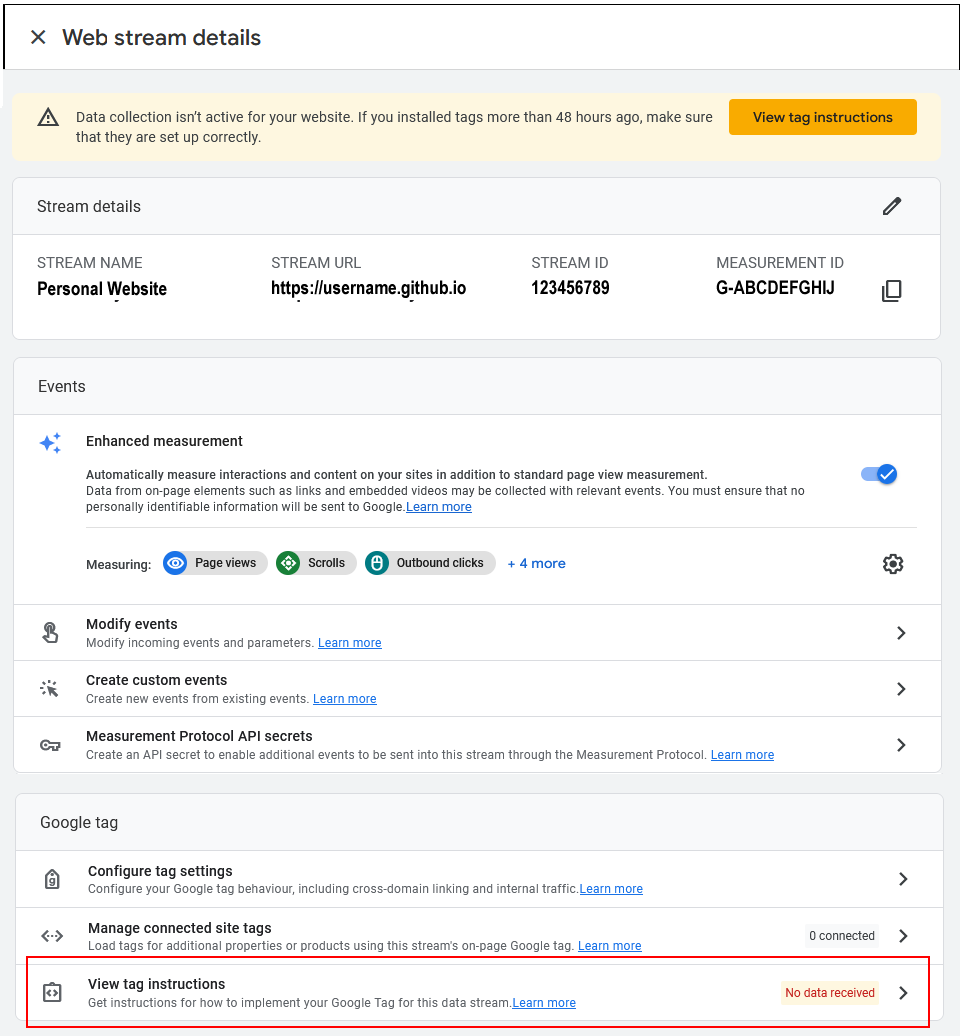 Web stream details
Data collection isn't active for your website. If you installed tags more than 48 hours ago, make sure
that they are set up correctly.
View tag instructions
Stream details
STREAM NAME
Personal Website
STREAM URL
https://username.github.io
STREAM ID
123456789
MEASUREMENT ID
G-ABCDEFGHIJ
Events
Enhanced measurement
Automatically measure interactions and content on your sites in addition to standard page view measurement.
Data from on-page elements such as links and embedded videos may be collected with relevant events. You must ensure that no
personally identifiable information will be sent to Google.Learn more
Measuring: Page views Scrolls Outbound clicks + 4 more
Modify events
Modify incoming events and parameters. Learn more
Create custom events
Create new events from existing events. Learn more
Measurement Protocol API secrets
Create an API secret to enable additional events to be sent into this stream through the Measurement Protocol. Learn more
Google tag
g
Configure tag settings
Configure your Google tag behaviour, including cross-domain linking and internal traffic.Learn more
Manage connected site tags
Load tags for additional properties or products using this stream's on-page Google tag. Learn more
0 connected
View tag instructions
Get instructions for how to implement your Google Tag for this data stream.Learn more
No data received